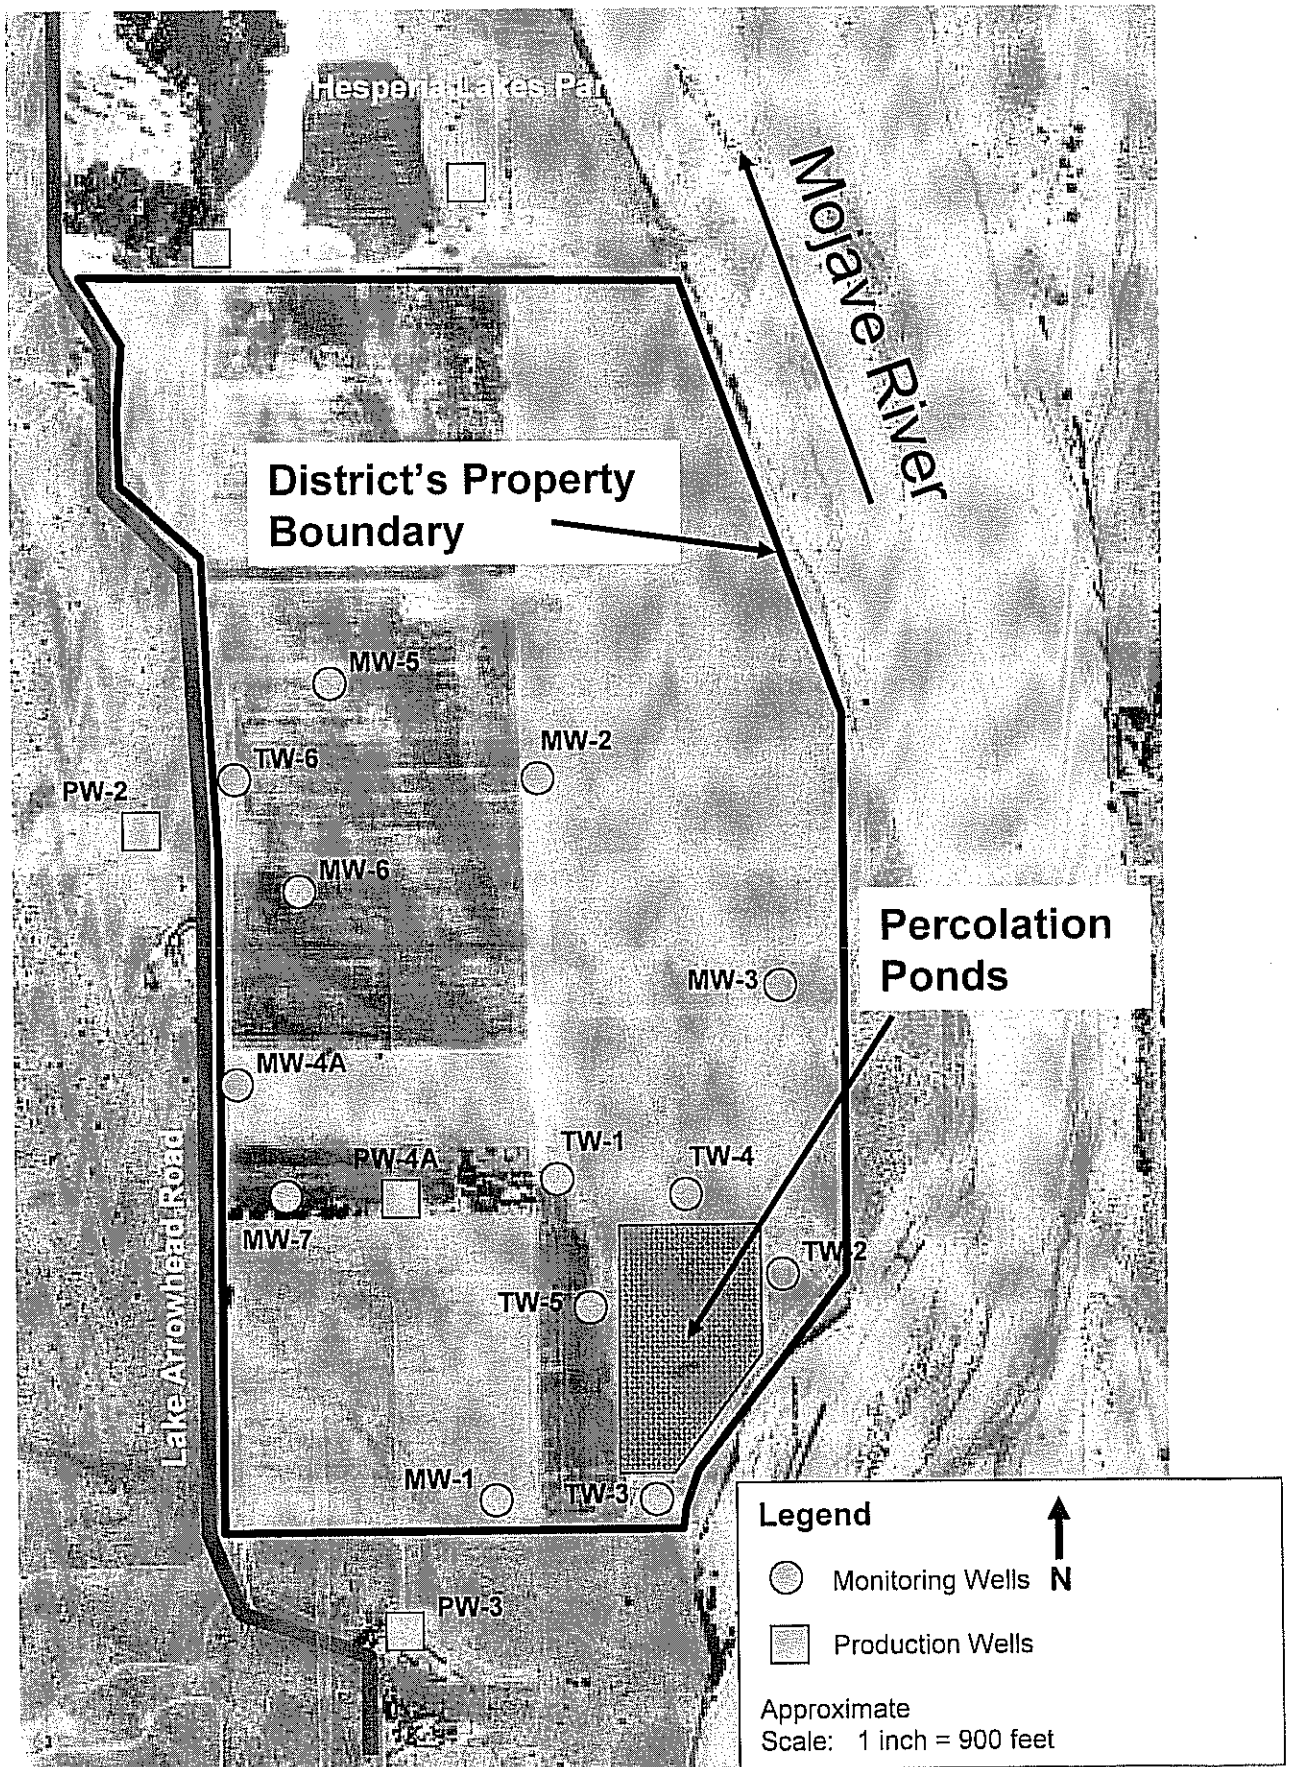 Hesperia Lakes Par
Mojave River
District's Property
Boundary
MW-5
MW-2
TW-6
PW-2
MW-6
Percolation
Ponds
MW-3
MW-4A
Lake Arrowhead Road
TW-1
TW-4
PW-4A
MW-7
TW-2
TW-5
MW-1
TW-3
PW-3
Legend
Monitoring Wells
N
Production Wells
Approximate
Scale: 1 inch = 900 feet